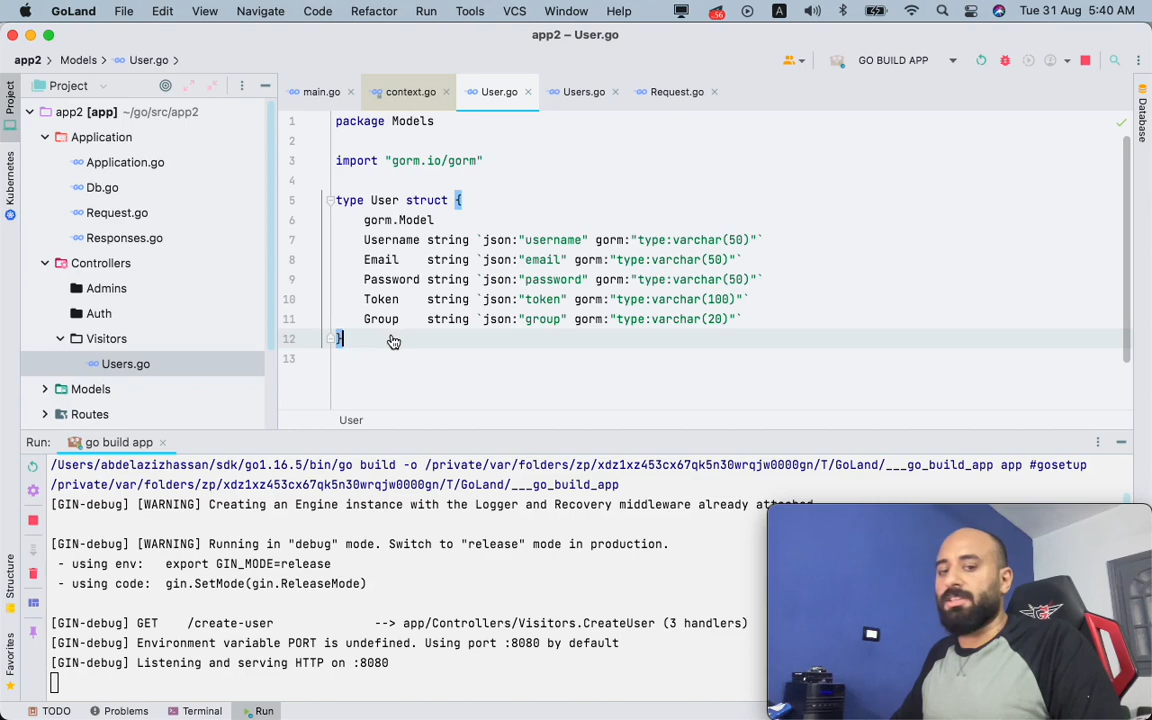 GoLand File Edit View Navigate Code Refactor Run Tools VCS Window Help .56 A Tue 31 Aug 5:40 AM
app2 – User.go
app2 Models User.go GO BUILD APP
Project main.go context.go User.go Users.go Request.go
app2 [app] ~/go/src/app2
Application
Application.go
Db.go
Request.go
Responses.go
Controllers
Admins
Auth
Visitors
Users.go
Models
Routes
Project
Kubernetes
Structure
Favorites
Database
1 package Models
2
3 import "gorm.io/gorm"
4
5 type User struct {
6 gorm.Model
7 Username string `json:"username" gorm:"type:varchar(50)"`
8 Email string `json:"email" gorm:"type:varchar(50)"`
9 Password string `json:"password" gorm:"type:varchar(50)"`
10 Token string `json:"token" gorm:"type:varchar(100)"`
11 Group string `json:"group" gorm:"type:varchar(20)"`
12 }
13
User
Run: go build app
/Users/abdelazizhassan/sdk/go1.16.5/bin/go build -o /private/var/folders/zp/xdz1xz453cx67qk5n30wrqjw0000gn/T/GoLand/___go_build_app app #gosetup
/private/var/folders/zp/xdz1xz453cx67qk5n30wrqjw0000gn/T/GoLand/___go_build_app
[GIN-debug] [WARNING] Creating an Engine instance with the Logger and Recovery middleware already attached.
[GIN-debug] [WARNING] Running in "debug" mode. Switch to "release" mode in production.
- using env: export GIN_MODE=release
- using code: gin.SetMode(gin.ReleaseMode)
[GIN-debug] GET /create-user --> app/Controllers/Visitors.CreateUser (3 handlers)
[GIN-debug] Environment variable PORT is undefined. Using port :8080 by default
[GIN-debug] Listening and serving HTTP on :8080
TODO Problems Terminal Run